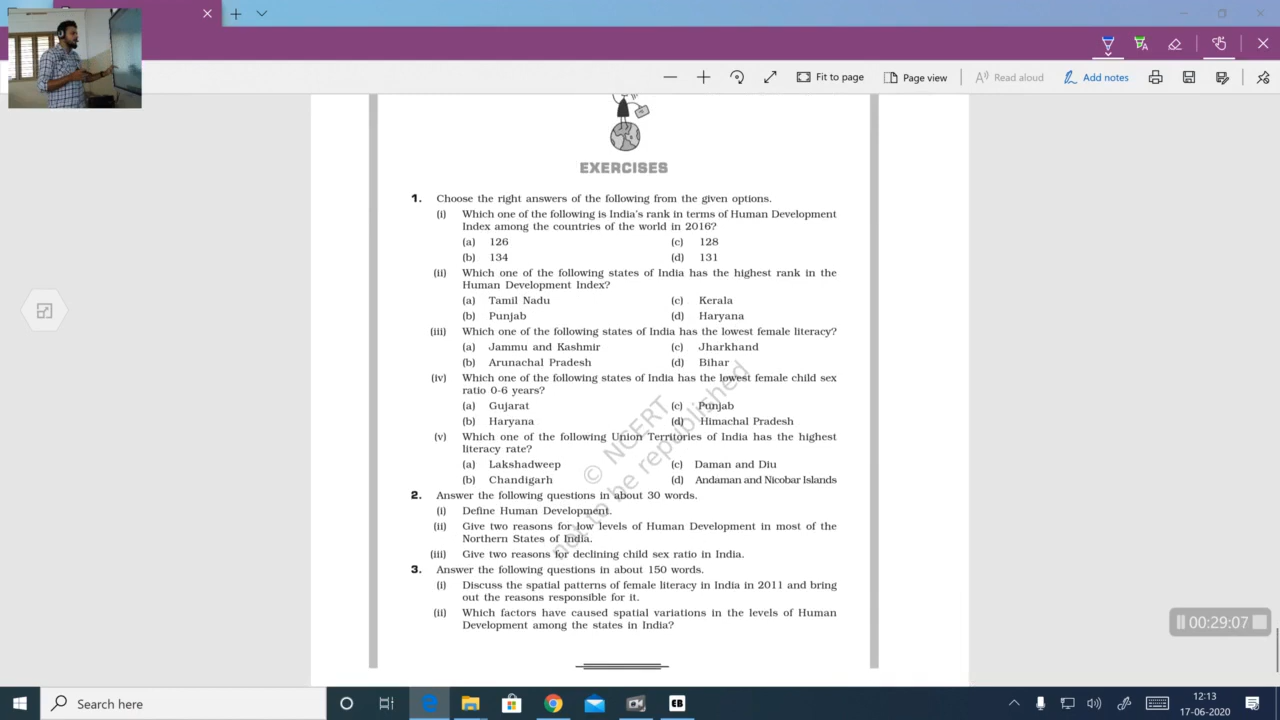 Fit to page
Page view
Read aloud
Add notes
EXERCISES
1. Choose the right answers of the following from the given options.
(i) Which one of the following is India's rank in terms of Human Development
Index among the countries of the world in 2016?
(a) 126 (c) 128
(b) 134 (d) 131
(ii) Which one of the following states of India has the highest rank in the
Human Development Index?
(a) Tamil Nadu (c) Kerala
(b) Punjab (d) Haryana
(iii) Which one of the following states of India has the lowest female literacy?
(a) Jammu and Kashmir (c) Jharkhand
(b) Arunachal Pradesh (d) Bihar
(iv) Which one of the following states of India has the lowest female child sex
ratio 0-6 years?
(a) Gujarat (c) Punjab
(b) Haryana (d) Himachal Pradesh
(v) Which one of the following Union Territories of India has the highest
literacy rate?
(a) Lakshadweep (c) Daman and Diu
(b) Chandigarh (d) Andaman and Nicobar Islands
2. Answer the following questions in about 30 words.
(i) Define Human Development.
(ii) Give two reasons for low levels of Human Development in most of the
Northern States of India.
(iii) Give two reasons for declining child sex ratio in India.
3. Answer the following questions in about 150 words.
(i) Discuss the spatial patterns of female literacy in India in 2011 and bring
out the reasons responsible for it.
(ii) Which factors have caused spatial variations in the levels of Human
Development among the states in India?
© NCERT
not to be republished
00:29:07
Search here
EB
12:13
17-06-2020